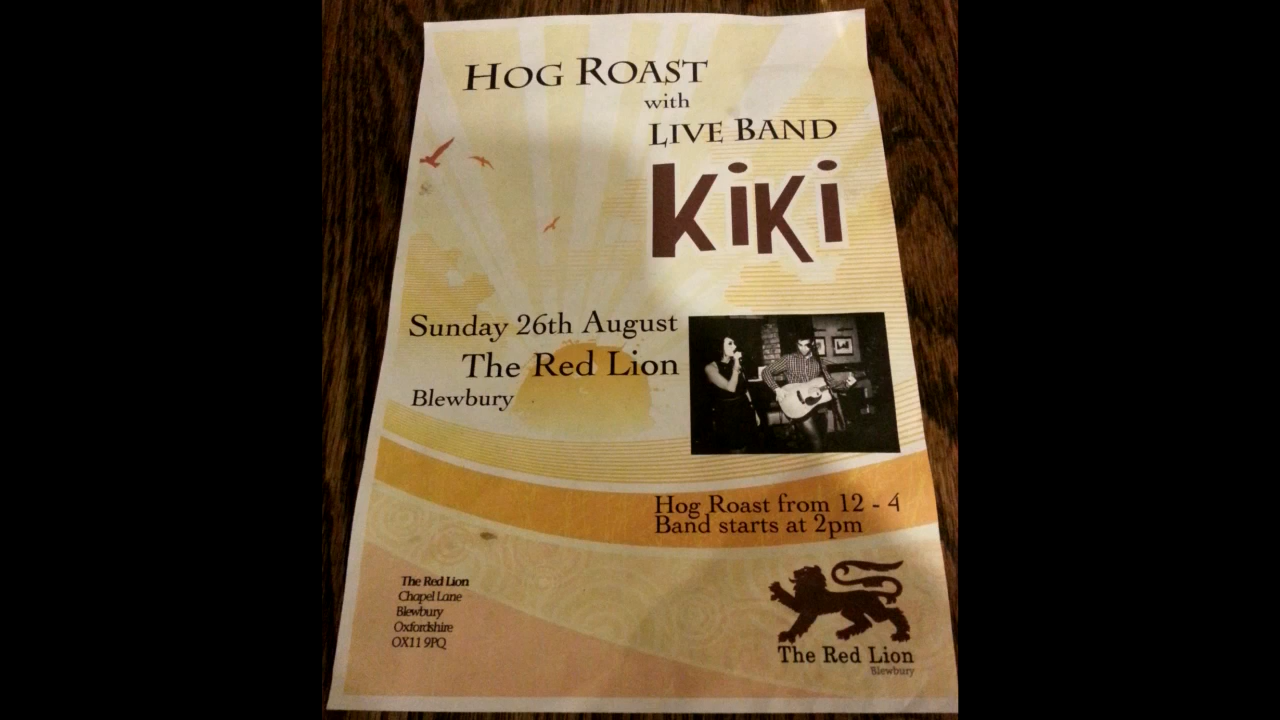 HOG ROAST
with
LIVE BAND
KiKi
Sunday 26th August
The Red Lion
Blewbury
Hog Roast from 12 - 4
Band starts at 2pm
The Red Lion
Chapel Lane
Blewbury
Oxfordshire
OX11 9PQ
The Red Lion
Blewbury